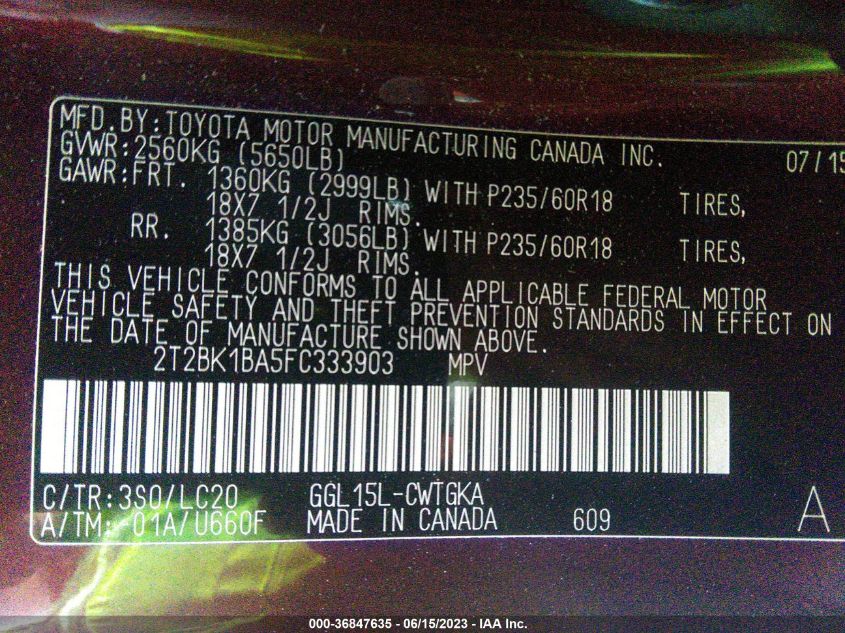 MFD.BY:TOYOTA MOTOR MANUFACTURING CANADA INC. 07/15
GVWR:2560KG (5650LB)
GAWR:FRT. 1360KG (2999LB) WITH P235/60R18 TIRES,
18X7 1/2J RIMS.
RR. 1385KG (3056LB) WITH P235/60R18 TIRES,
18X7 1/2J RIMS.
THIS VEHICLE CONFORMS TO ALL APPLICABLE FEDERAL MOTOR
VEHICLE SAFETY AND THEFT PREVENTION STANDARDS IN EFFECT ON
THE DATE OF MANUFACTURE SHOWN ABOVE.
2T2BK1BA5FC333903 MPV
C/TR:3S0/LC20 GGL15L-CWTGKA
A/TM:-01A/U660F MADE IN CANADA 609 A
000-36847635 - 06/15/2023 - IAA Inc.